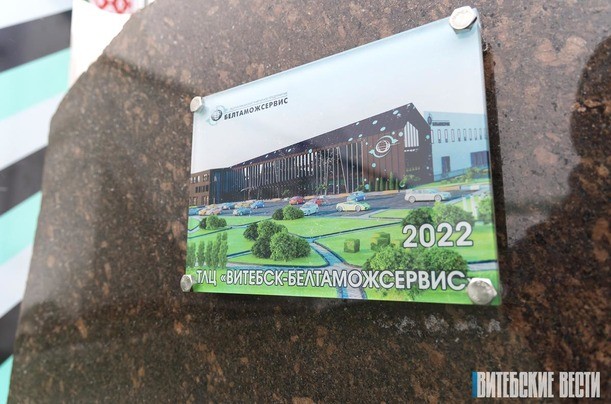 БЕЛТАМОЖСЕРВИС
2022
ТЛЦ «ВИТЕБСК-БЕЛТАМОЖСЕРВИС
ВИТЕБСКИЕ ВЕСТИ